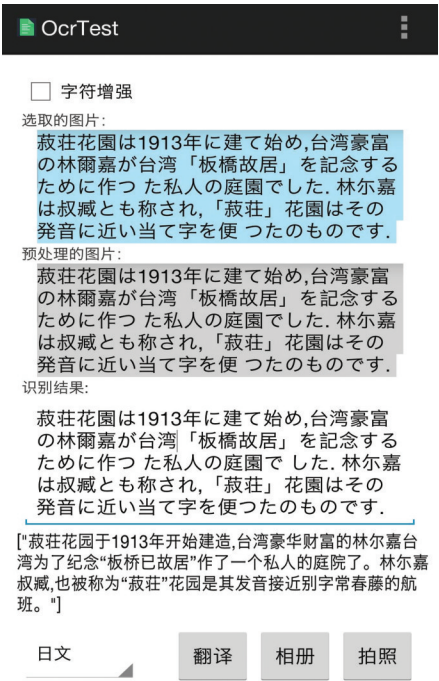 OcrTest
字符增强
选取的图片:
菽荘花園は1913年に建て始め,台湾豪富
の林爾嘉が台湾「板橋故居」を記念する
ために作つ た私人の庭園でした. 林尔嘉
は叔臧とも称され,「菽荘」花園はその
発音に近い当て字を便 つたのものです.
预处理的图片:
菽荘花園は1913年に建て始め,台湾豪富
の林爾嘉が台湾「板橋故居」を記念する
ために作つ た私人の庭園でした. 林尔嘉
は叔臧とも称され,「菽荘」花園はその
発音に近い当て字を便 つたのものです.
识别结果:
菽荘花園は1913年に建て始め,台湾豪富
の林爾嘉が台湾「板橋故居」を記念する
ために作つ た私人の庭園で した. 林尔嘉
は叔臧とも称され,「菽荘」花園はその
発音に近い当て字を便つたのものです.
["菽荘花园于1913年开始建造,台湾豪华财富的林尔嘉台
湾为了纪念“板桥已故居”作了一个私人的庭院了。林尔嘉
叔臧,也被称为“菽荘”花园是其发音接近别字常春藤的航
班。"]
日文
翻译
相册
拍照